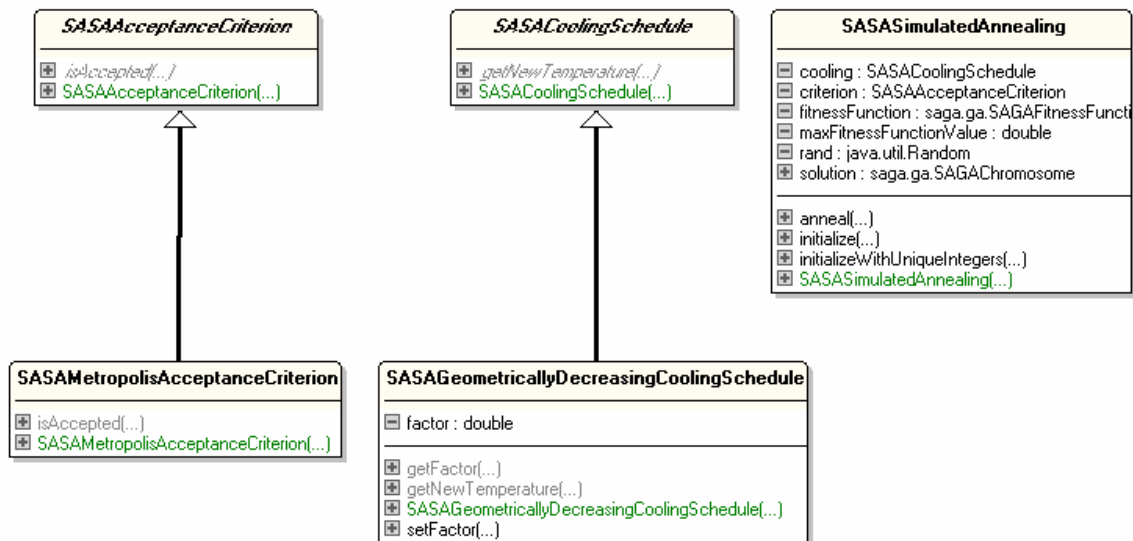 SASAAcceptanceCriterion
isAccepted(...)
SASAAcceptanceCriterion(...)
SASACoolingSchedule
getNewTemperature(...)
SASACoolingSchedule(...)
SASASimulatedAnnealing
cooling : SASACoolingSchedule
criterion : SASAAcceptanceCriterion
fitnessFunction : saga.ga.SAGAFitnessFuncti
maxFitnessFunctionValue : double
rand : java.util.Random
solution : saga.ga.SAGAChromosome
anneal(...)
initialize(...)
initializeWithUniqueIntegers(...)
SASASimulatedAnnealing(...)
SASAMetropolisAcceptanceCriterion
isAccepted(...)
SASAMetropolisAcceptanceCriterion(...)
SASAGeometricallyDecreasingCoolingSchedule
factor : double
getFactor(...)
getNewTemperature(...)
SASAGeometricallyDecreasingCoolingSchedule(...)
setFactor(...)